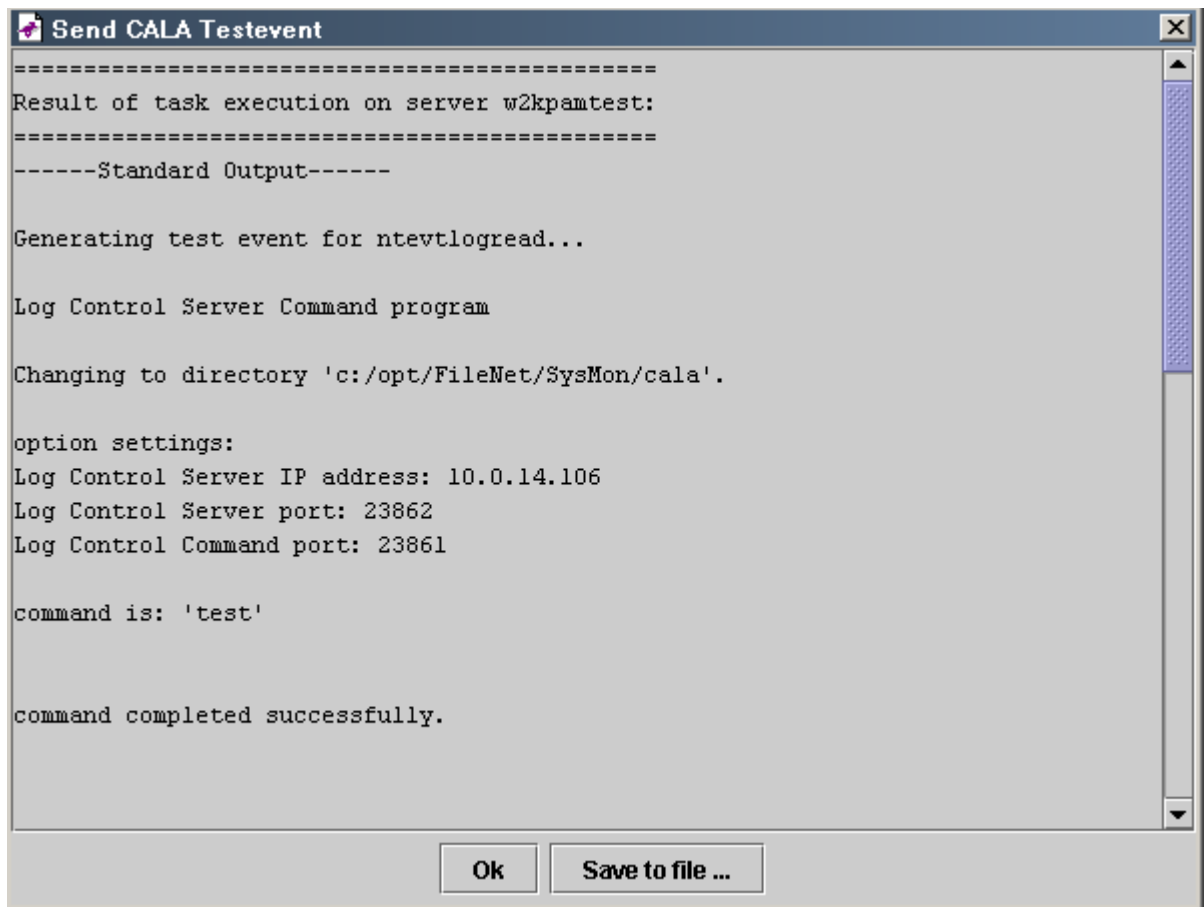 Send CALA Testevent
==============================================
Result of task execution on server w2kpamtest:
==============================================
------Standard Output------
Generating test event for ntevtlogread...
Log Control Server Command program
Changing to directory 'c:/opt/FileNet/SysMon/cala'.
option settings:
Log Control Server IP address: 10.0.14.106
Log Control Server port: 23862
Log Control Command port: 23861
command is: 'test'
command completed successfully.
Ok
Save to file ...